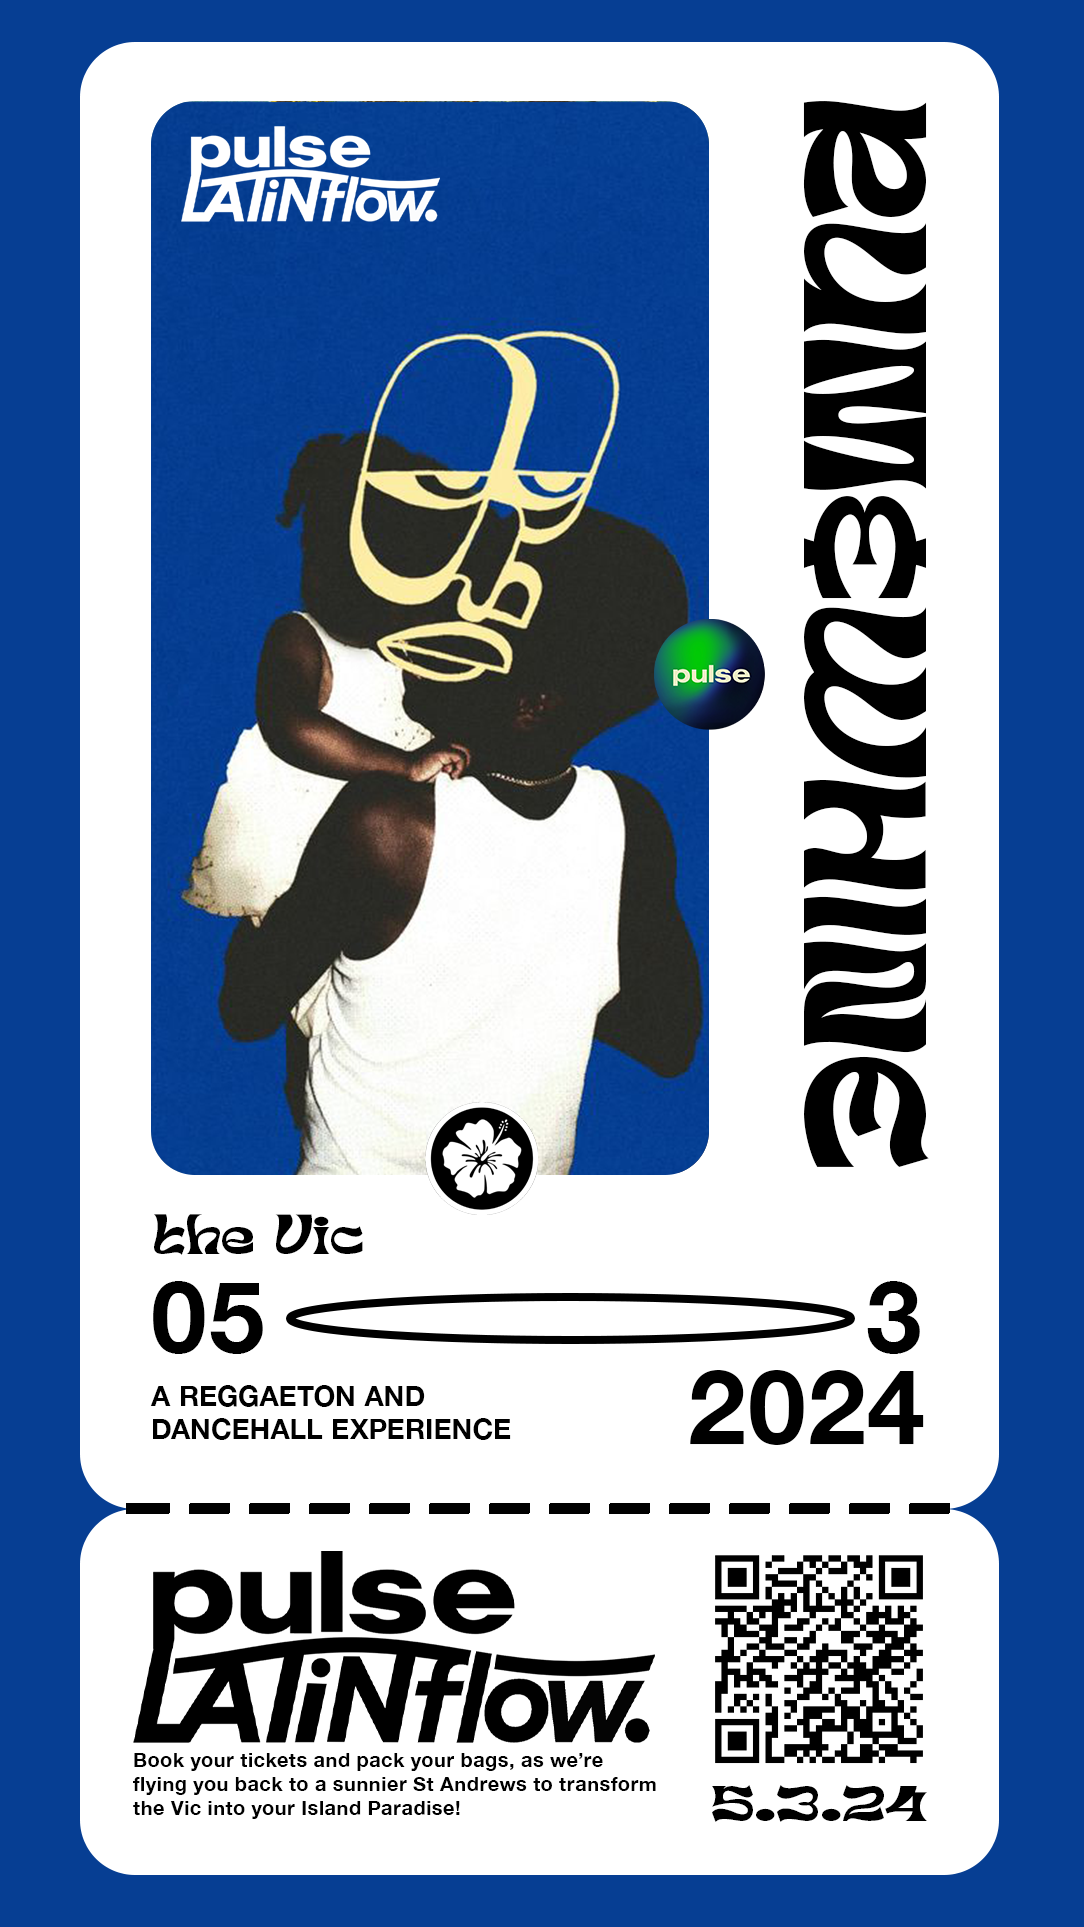 pulse
LATiNflow.
pulse
the Vic
05 3
2024
A REGGAETON AND
DANCEHALL EXPERIENCE
pulse
LATiNflow.
Book your tickets and pack your bags, as we’re
flying you back to a sunnier St Andrews to transform
the Vic into your Island Paradise!
5.3.24